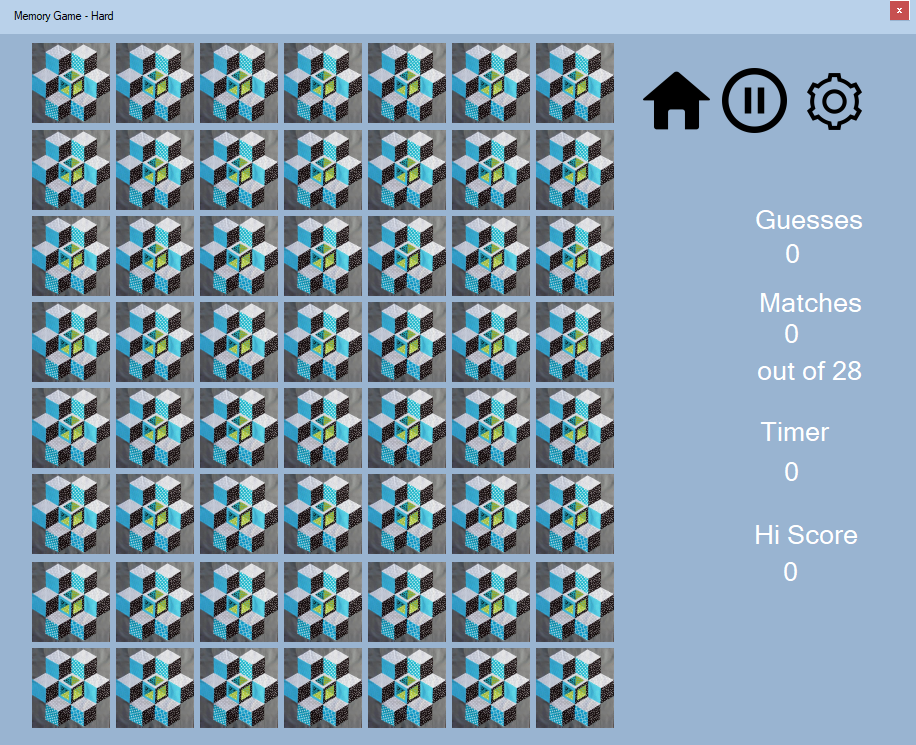 Memory Game - Hard
x
Guesses
0
Matches
0
out of 28
Timer
0
Hi Score
0